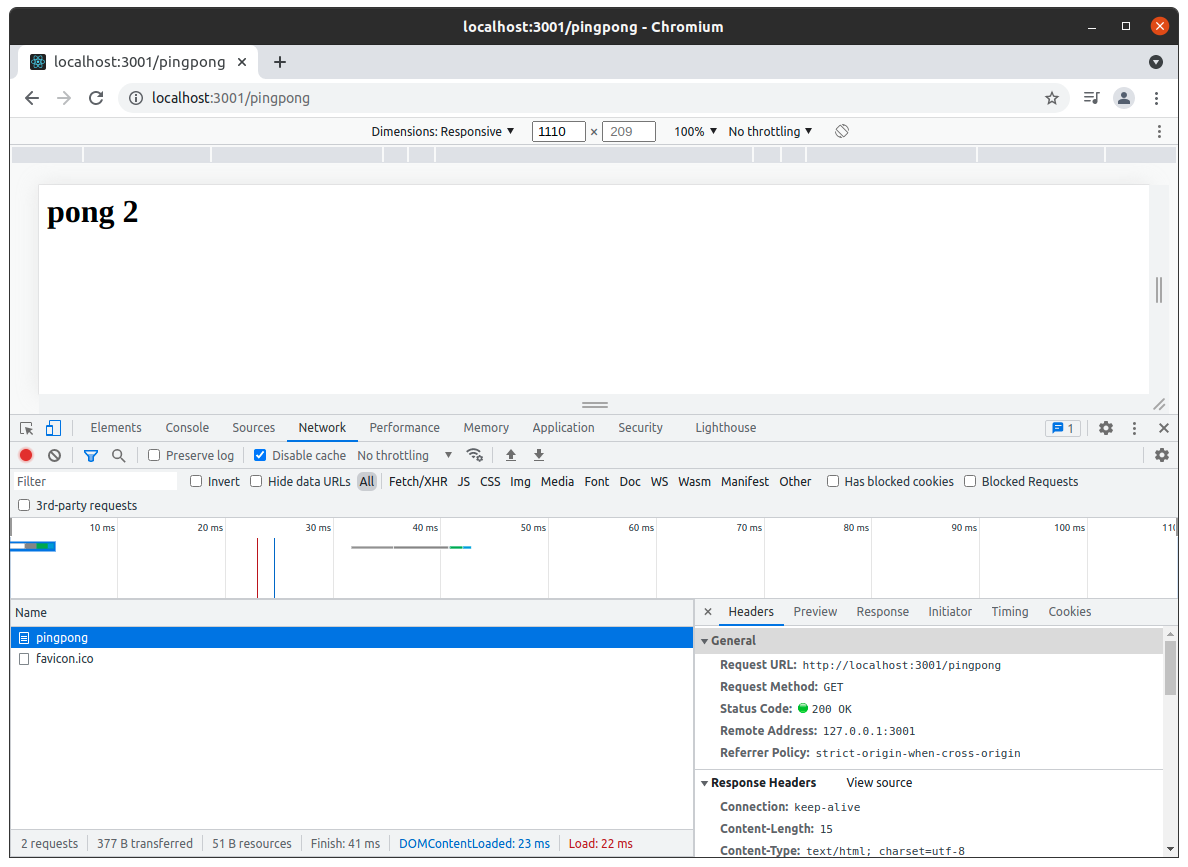 localhost:3001/pingpong - Chromium
localhost:3001/pingpong
localhost:3001/pingpong
Dimensions: Responsive ▼ 1110 × 209 100% ▼ No throttling ▼
pong 2
Elements Console Sources Network Performance Memory Application Security Lighthouse 1
Preserve log Disable cache No throttling ▼
Filter Invert Hide data URLs All Fetch/XHR JS CSS Img Media Font Doc WS Wasm Manifest Other Has blocked cookies Blocked Requests
3rd-party requests
10 ms 20 ms 30 ms 40 ms 50 ms 60 ms 70 ms 80 ms 90 ms 100 ms
Name
pingpong
favicon.ico
2 requests 377 B transferred 51 B resources Finish: 41 ms DOMContentLoaded: 23 ms Load: 22 ms
× Headers Preview Response Initiator Timing Cookies
▼ General
Request URL: http://localhost:3001/pingpong
Request Method: GET
Status Code: 200 OK
Remote Address: 127.0.0.1:3001
Referrer Policy: strict-origin-when-cross-origin
▼ Response Headers View source
Connection: keep-alive
Content-Length: 15
Content-Type: text/html; charset=utf-8